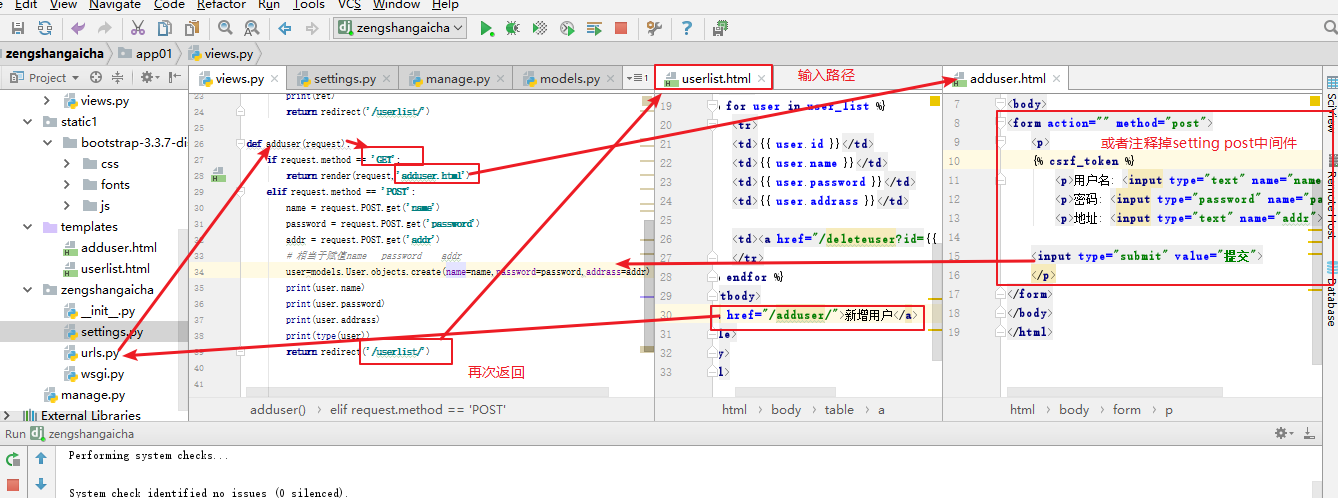 Edit View Navigate Code Refactor Run Tools VCS Window Help
zengshangaicha
zengshangaicha app01 views.py
Project
views.py
static1
bootstrap-3.3.7-di
css
fonts
js
templates
adduser.html
userlist.html
zengshangaicha
__init__.py
settings.py
urls.py
wsgi.py
manage.py
External Libraries
views.py settings.py manage.py models.py 1
23 print(ret)
24 return redirect('/userlist/')
25
26 def adduser(request):
27 if request.method == 'GET':
28 return render(request,'adduser.html')
29 elif request.method == 'POST':
30 name = request.POST.get('name')
31 password = request.POST.get('password')
32 addr = request.POST.get('addr')
33 # 相当于赋值name password addr
34 user=models.User.objects.create(name=name,password=password,addrass=addr)
35 print(user.name)
36 print(user.password)
37 print(user.addrass)
38 print(type(user))
39 return redirect('/userlist/')
40
41
再次返回
adduser() elif request.method == 'POST'
userlist.html
输入路径
19 for user in user_list %}
20 <tr>
21 <td>{{ user.id }}</td>
22 <td>{{ user.name }}</td>
23 <td>{{ user.password }}</td>
24 <td>{{ user.addrass }}</td>
26 <td><a href="/deleteuser?id={{
27 </tr>
28 endfor %}
29 tbody>
30 href="/adduser/">新增用户</a>
31 le>
32 y>
33 l>
html body table a
adduser.html
7 <body>
8 <form action="" method="post">
或者注释掉setting post中间件
9 <p>
10 {% csrf_token %}
11 <p>用户名: <input type="text" name="name
12 <p>密码: <input type="password" name="pa
13 <p>地址: <input type="text" name="addr">
14
15 <input type="submit" value="提交">
16 </p>
17 </form>
18 </body>
19 </html>
html body form p
SciView
Remote Host
Database
Run zengshangaicha
Performing system checks...
System check identified no issues (0 silenced).